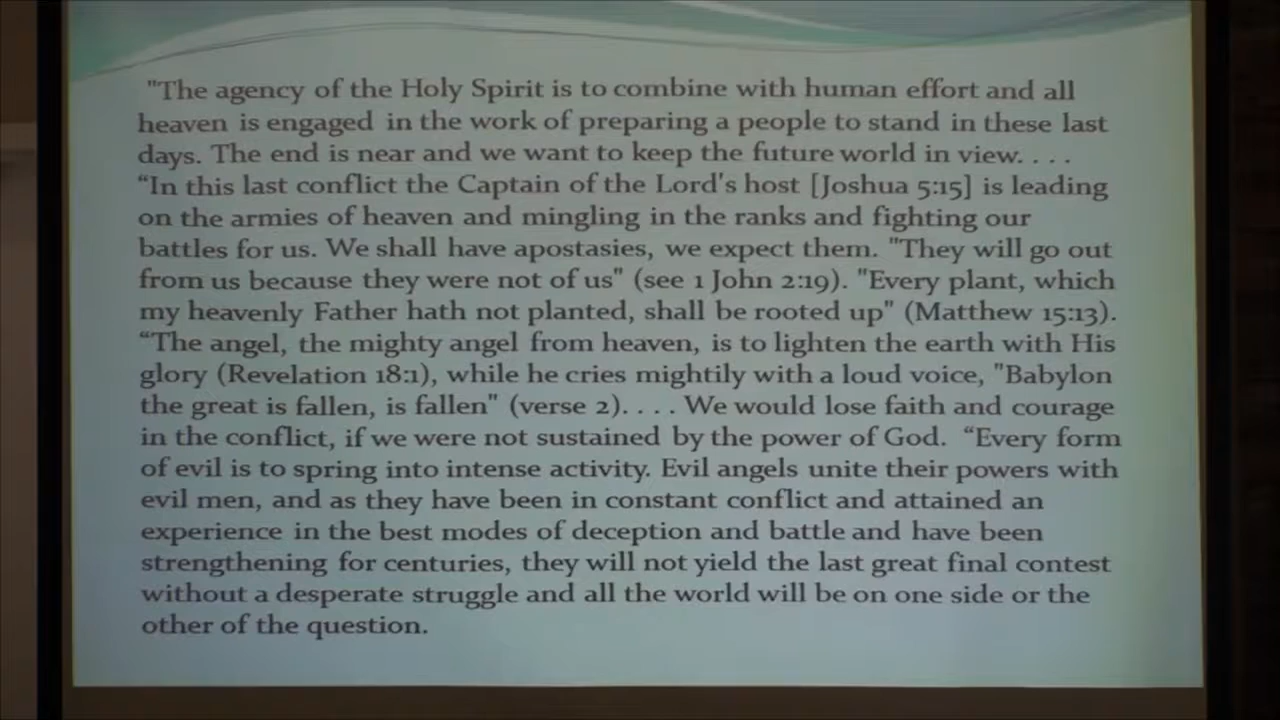 "The agency of the Holy Spirit is to combine with human effort and all
heaven is engaged in the work of preparing a people to stand in these last
days. The end is near and we want to keep the future world in view. . . .
“In this last conflict the Captain of the Lord's host [Joshua 5:15] is leading
on the armies of heaven and mingling in the ranks and fighting our
battles for us. We shall have apostasies, we expect them. "They will go out
from us because they were not of us" (see 1 John 2:19). "Every plant, which
my heavenly Father hath not planted, shall be rooted up" (Matthew 15:13).
“The angel, the mighty angel from heaven, is to lighten the earth with His
glory (Revelation 18:1), while he cries mightily with a loud voice, "Babylon
the great is fallen, is fallen" (verse 2). . . . We would lose faith and courage
in the conflict, if we were not sustained by the power of God. “Every form
of evil is to spring into intense activity. Evil angels unite their powers with
evil men, and as they have been in constant conflict and attained an
experience in the best modes of deception and battle and have been
strengthening for centuries, they will not yield the last great final contest
without a desperate struggle and all the world will be on one side or the
other of the question.